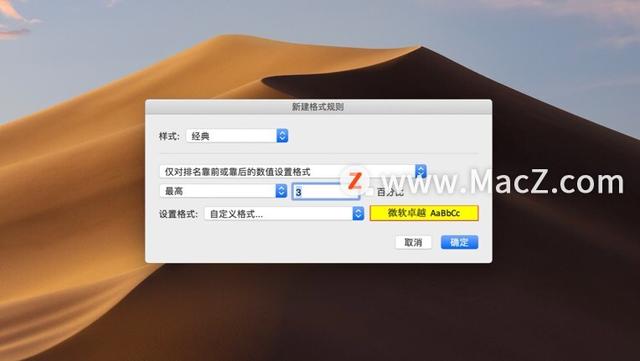 新建格式规则
样式: 经典
仅对排名靠前或靠后的数值设置格式
最高 3 百分比
设置格式: 自定义格式... 微软卓越 AaBbCc
取消 确定
Z www.MacZ.com